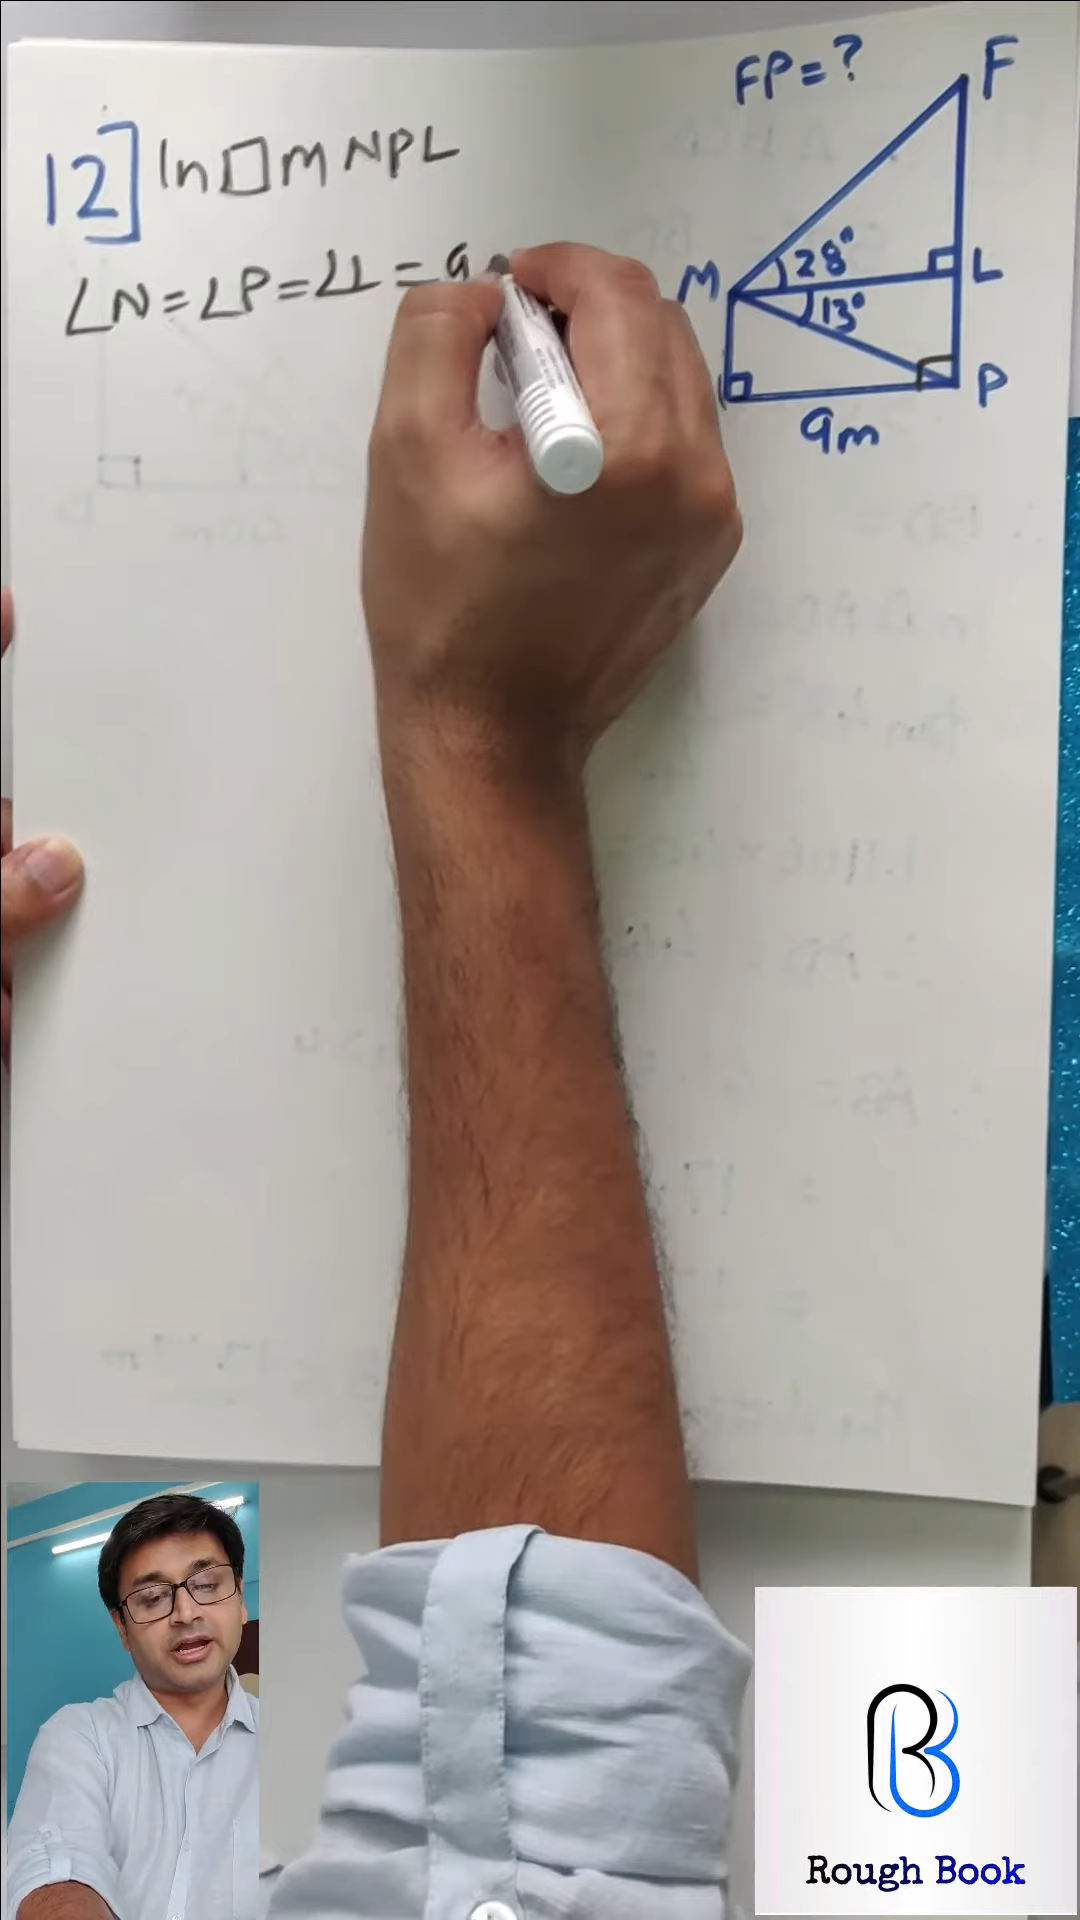 12] In □MNPL
∠N=∠P=∠L=9
FP=?
F
28°
M
L
13°
P
9m
Rough Book